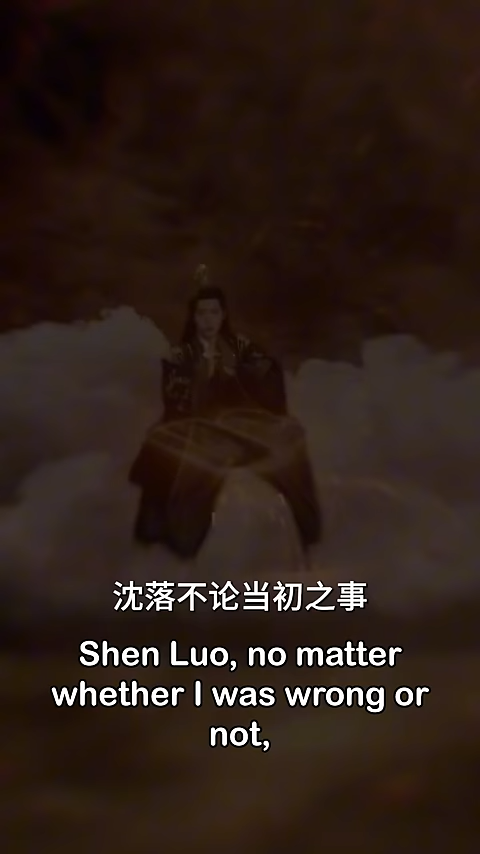 沈落不论当初之事
Shen Luo, no matter
whether I was wrong or
not,